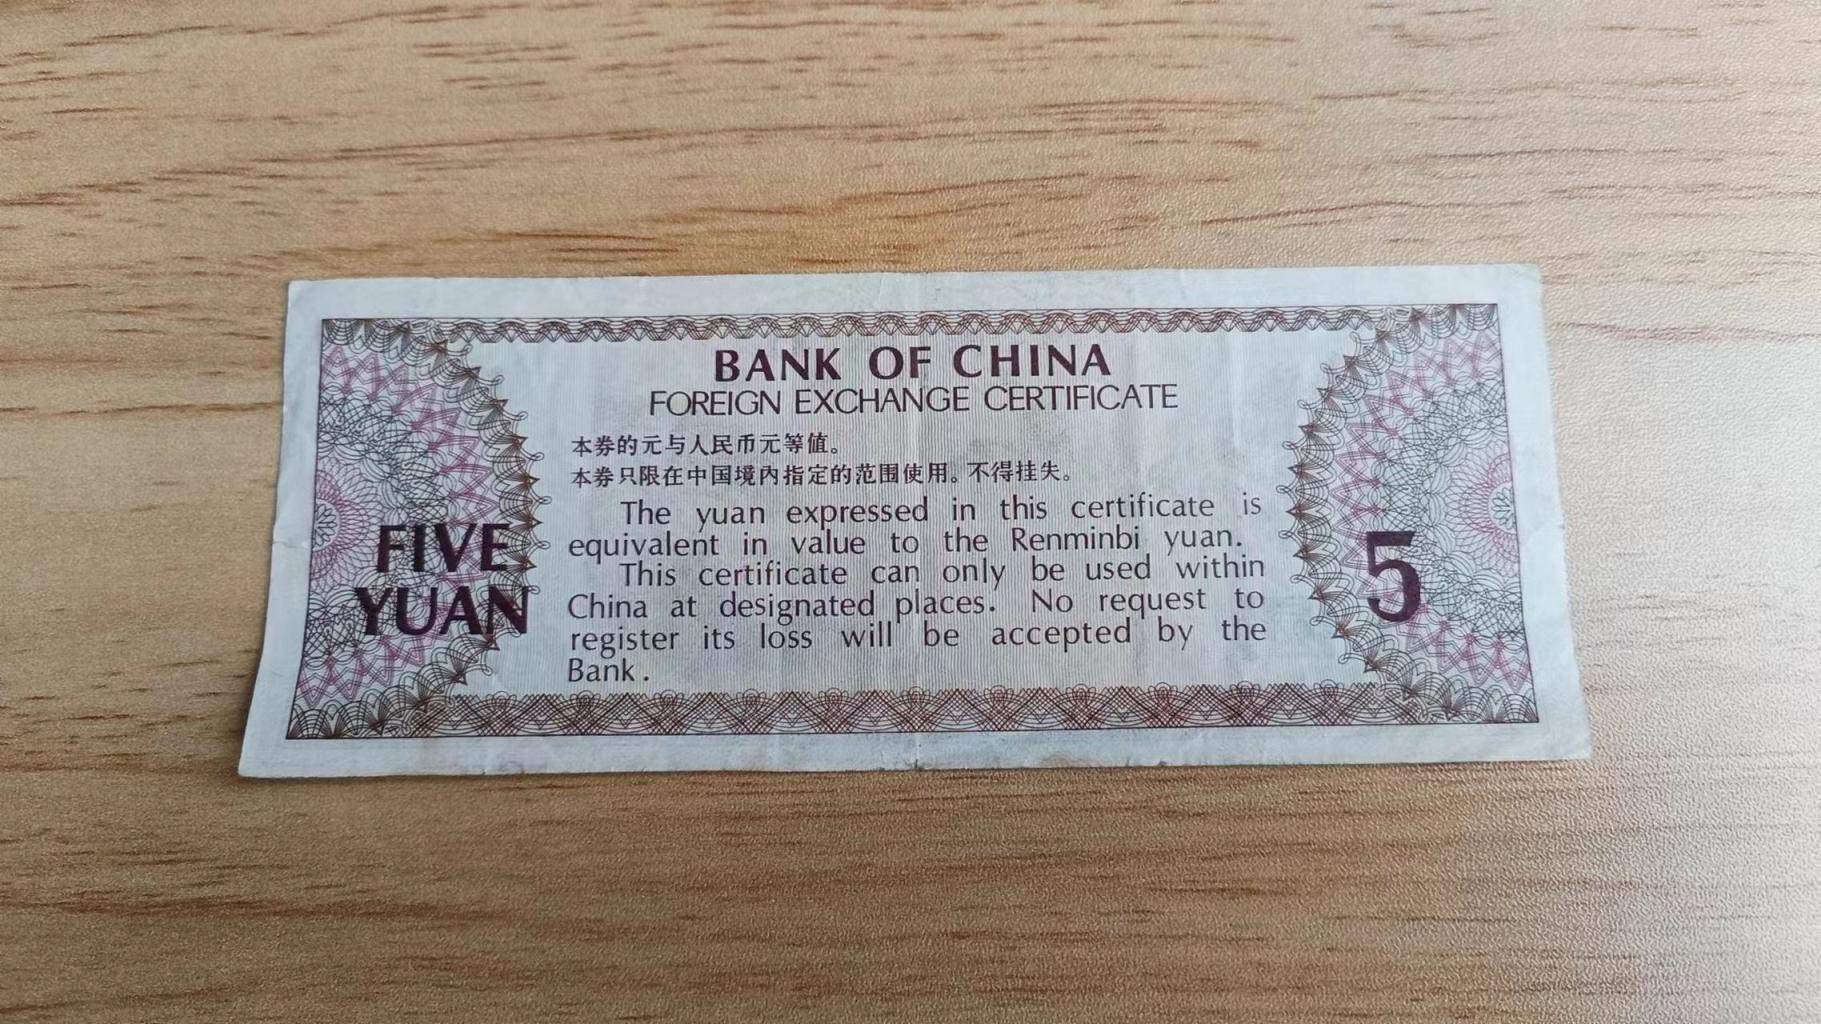 BANK OF CHINA
FOREIGN EXCHANGE CERTIFICATE
本券的元与人民币元等值。
本券只限在中国境内指定的范围使用。不得挂失。
The yuan expressed in this certificate is
equivalent in value to the Renminbi yuan.
This certificate can only be used within
China at designated places. No request to
register its loss will be accepted by the
Bank.
FIVE
YUAN
5